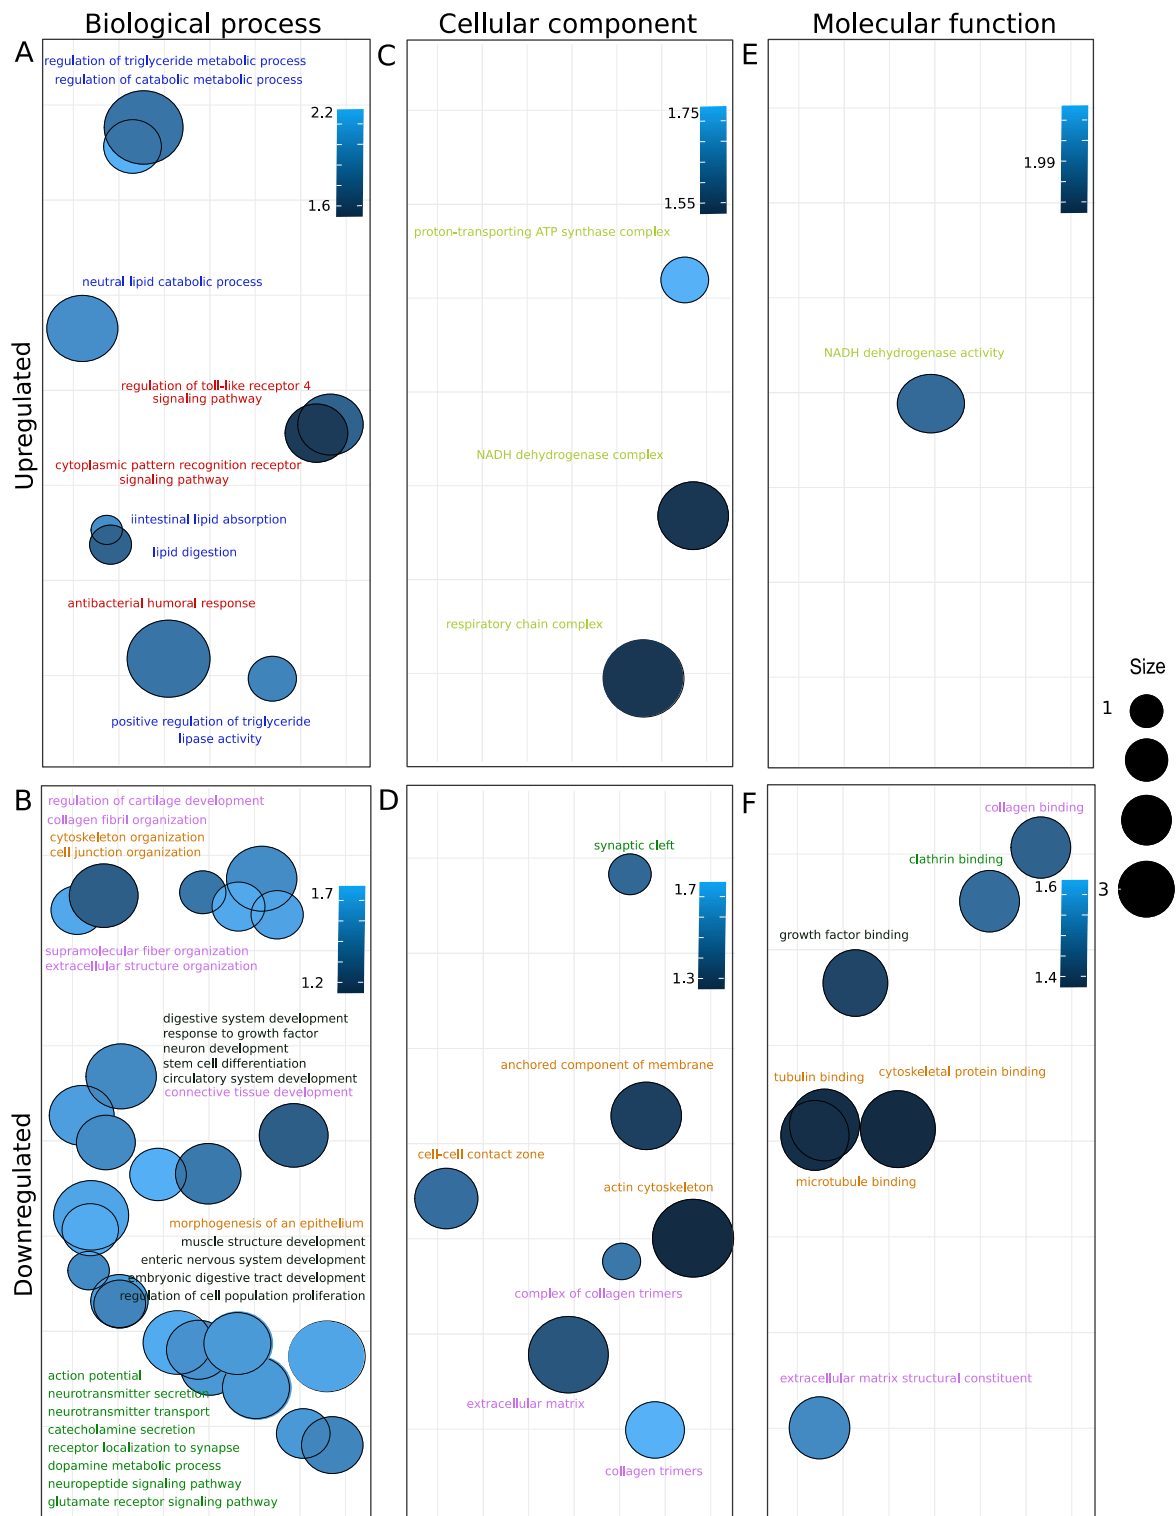 Biological process
Cellular component
Molecular function
Upregulated
Downregulated
A
regulation of triglyceride metabolic process
regulation of catabolic metabolic process
2.2
1.6
neutral lipid catabolic process
regulation of toll-like receptor 4
signaling pathway
cytoplasmic pattern recognition receptor
signaling pathway
iintestinal lipid absorption
lipid digestion
antibacterial humoral response
positive regulation of triglyceride
lipase activity
C
1.75
1.55
proton-transporting ATP synthase complex
NADH dehydrogenase complex
respiratory chain complex
E
1.99
NADH dehydrogenase activity
Size
1
3
B
regulation of cartilage development
collagen fibril organization
cytoskeleton organization
cell junction organization
1.7
1.2
supramolecular fiber organization
extracellular structure organization
digestive system development
response to growth factor
neuron development
stem cell differentiation
circulatory system development
connective tissue development
morphogenesis of an epithelium
muscle structure development
enteric nervous system development
embryonic digestive tract development
regulation of cell population proliferation
action potential
neurotransmitter secretion
neurotransmitter transport
catecholamine secretion
receptor localization to synapse
dopamine metabolic process
neuropeptide signaling pathway
glutamate receptor signaling pathway
D
synaptic cleft
1.7
1.3
anchored component of membrane
cell-cell contact zone
actin cytoskeleton
complex of collagen trimers
extracellular matrix
collagen trimers
F
collagen binding
clathrin binding
1.6
1.4
growth factor binding
tubulin binding
cytoskeletal protein binding
microtubule binding
extracellular matrix structural constituent